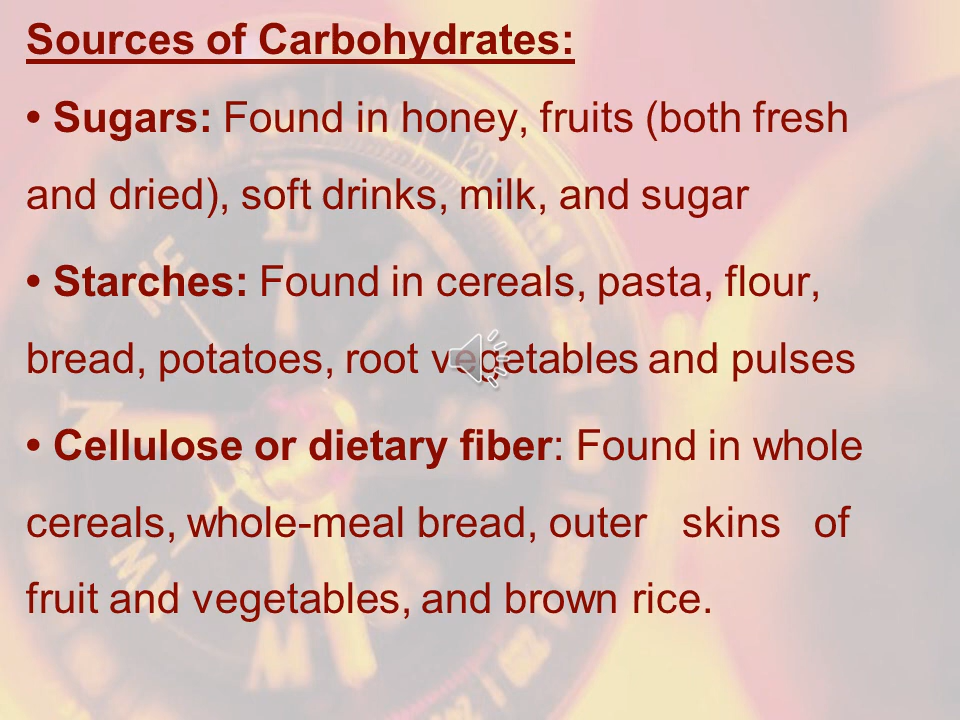 Sources of Carbohydrates:
• Sugars: Found in honey, fruits (both fresh
and dried), soft drinks, milk, and sugar
• Starches: Found in cereals, pasta, flour,
bread, potatoes, root vegetables and pulses
• Cellulose or dietary fiber: Found in whole
cereals, whole-meal bread, outer skins of
fruit and vegetables, and brown rice.
E
NE
120